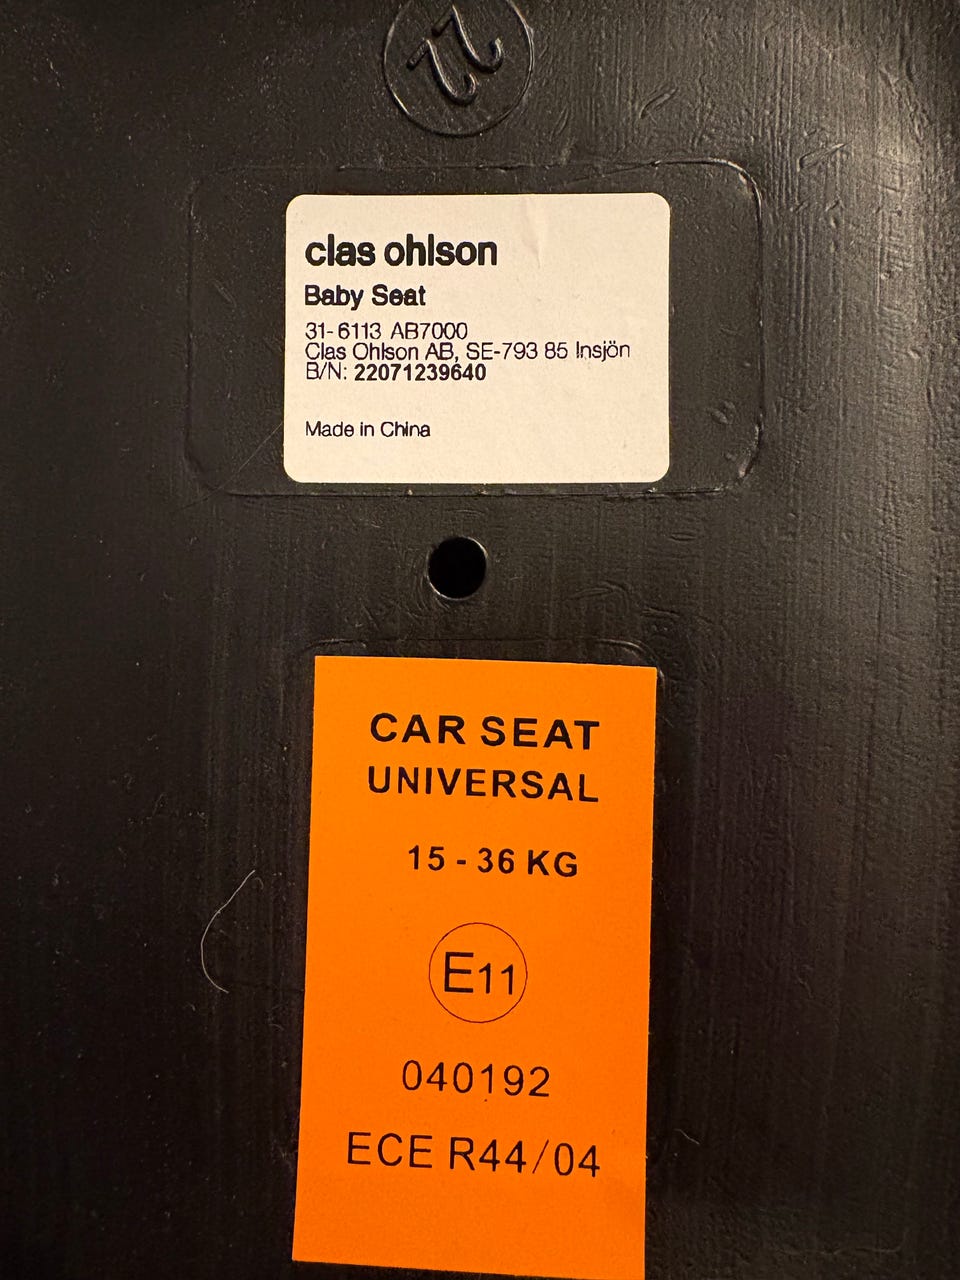 clas ohlson
Baby Seat
31-6113 AB7000
Clas Ohlson AB, SE-793 85 Insjön
B/N: 22071239640
Made in China
CAR SEAT
UNIVERSAL
15 - 36 KG
E11
040192
ECE R44/04